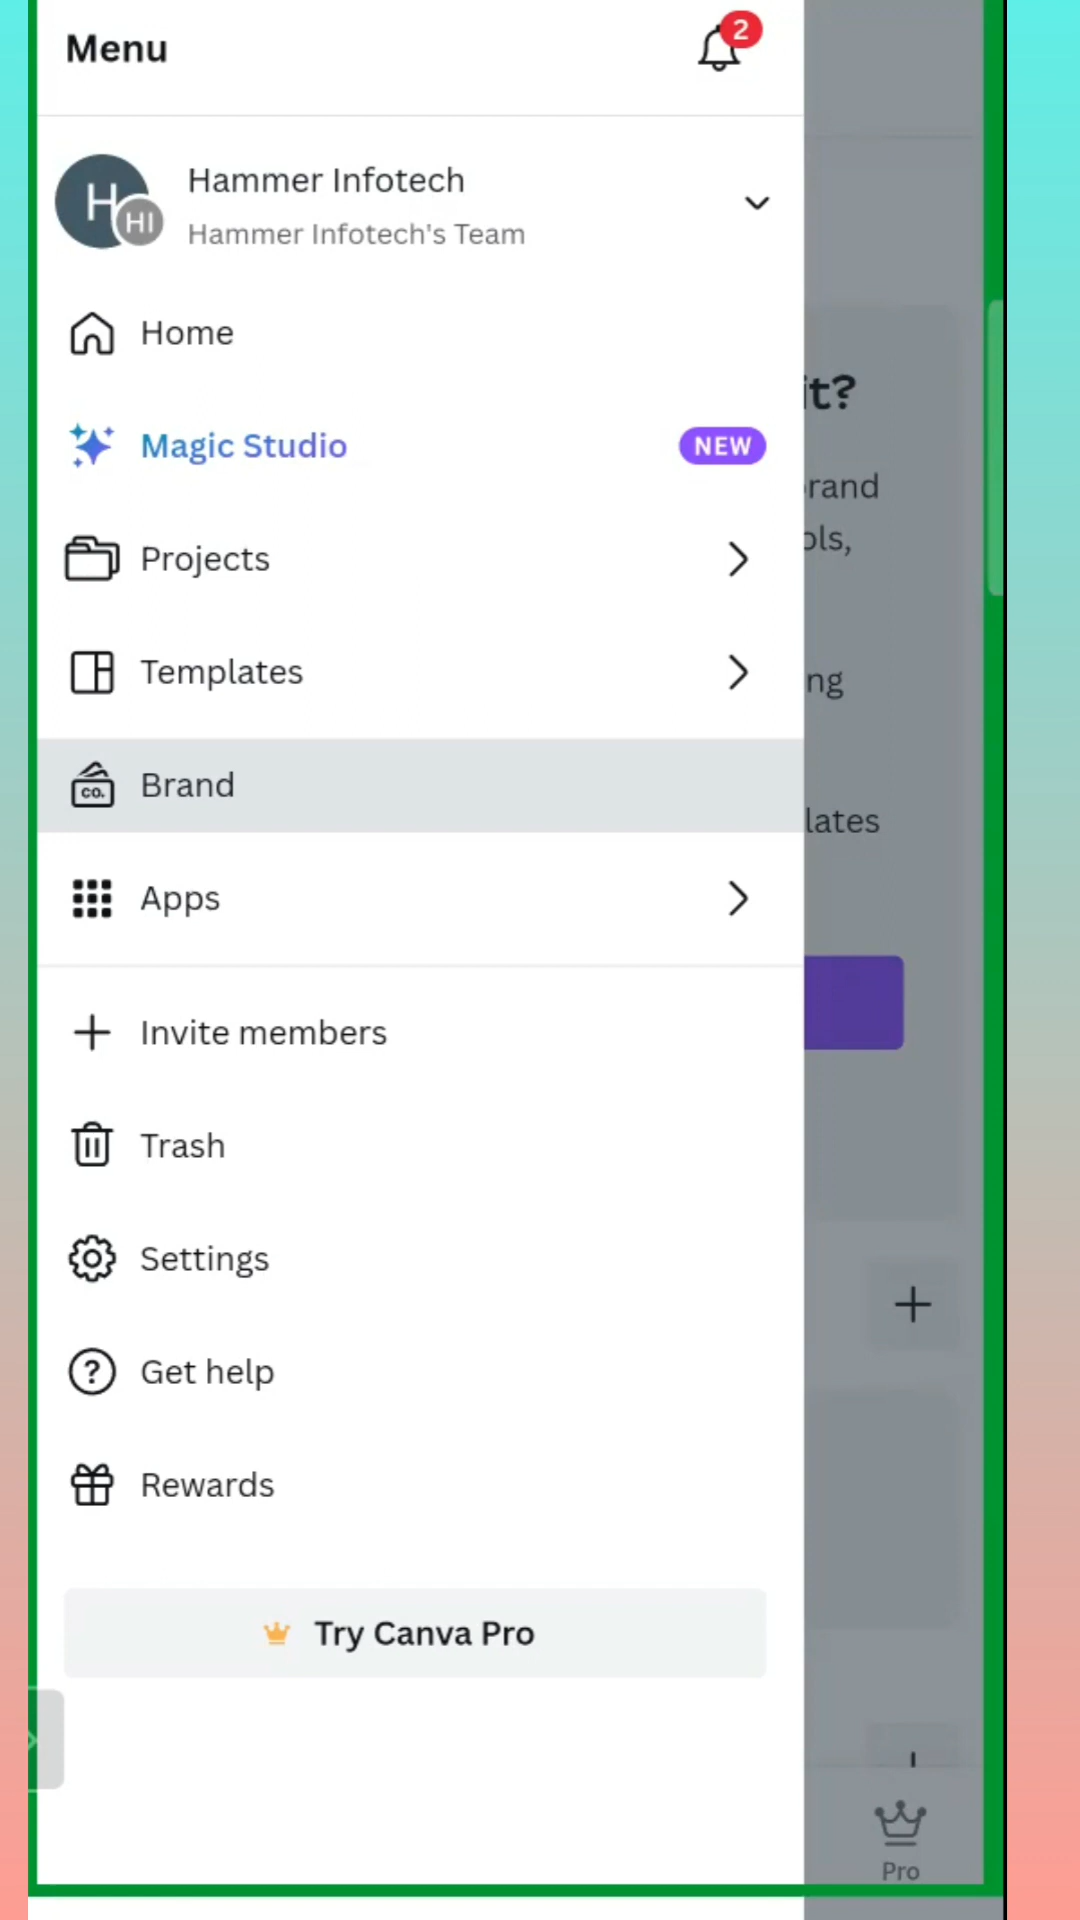 Menu
2
Hammer Infotech
H
HI
Hammer Infotech's Team
Home
it?
Magic Studio
NEW
rand
ols,
Projects
Templates
ng
Brand
co.
lates
Apps
Invite members
Trash
Settings
Get help
Rewards
Try Canva Pro
Pro